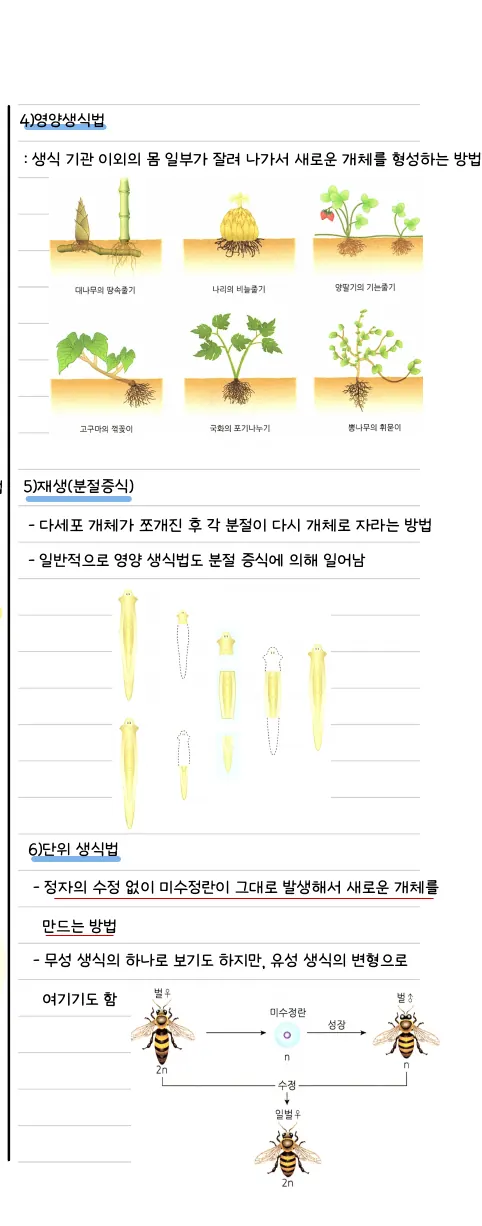 4)영양생식법
: 생식 기관 이외의 몸 일부가 잘려 나가서 새로운 개체를 형성하는 방법
대나무의 땅속줄기
나리의 비늘줄기
양딸기의 기는줄기
고구마의 꺾꽂이
국화의 포기나누기
뽕나무의 휘묻이
5)재생(분절증식)
- 다세포 개체가 쪼개진 후 각 분절이 다시 개체로 자라는 방법
- 일반적으로 영양 생식법도 분절 증식에 의해 일어남
6)단위 생식법
- 정자의 수정 없이 미수정란이 그대로 발생해서 새로운 개체를
만드는 방법
- 무성 생식의 하나로 보기도 하지만, 유성 생식의 변형으로
여기기도 함
벌♀
미수정란
성장
벌♂
n
n
2n
수정
일벌♀
2n